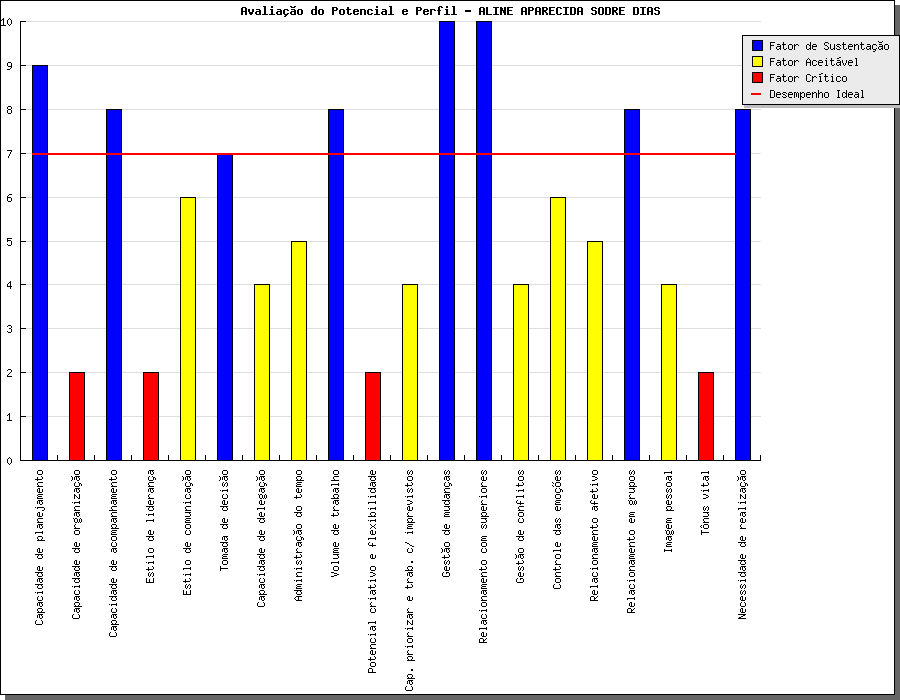 Avaliação do Potencial e Perfil - ALINE APARECIDA SODRE DIAS
Fator de Sustentação
Fator Aceitável
Fator Crítico
Desempenho Ideal
10
9
8
7
6
5
4
3
2
1
0
Capacidade de planejamento
Capacidade de organização
Capacidade de acompanhamento
Estilo de liderança
Estilo de comunicação
Tomada de decisão
Capacidade de delegação
Administração do tempo
Volume de trabalho
Potencial criativo e flexibilidade
Cap. priorizar e trab. c/ imprevistos
Gestão de mudanças
Relacionamento com superiores
Gestão de conflitos
Controle das emoções
Relacionamento afetivo
Relacionamento em grupos
Imagem pessoal
Tônus vital
Necessidade de realização